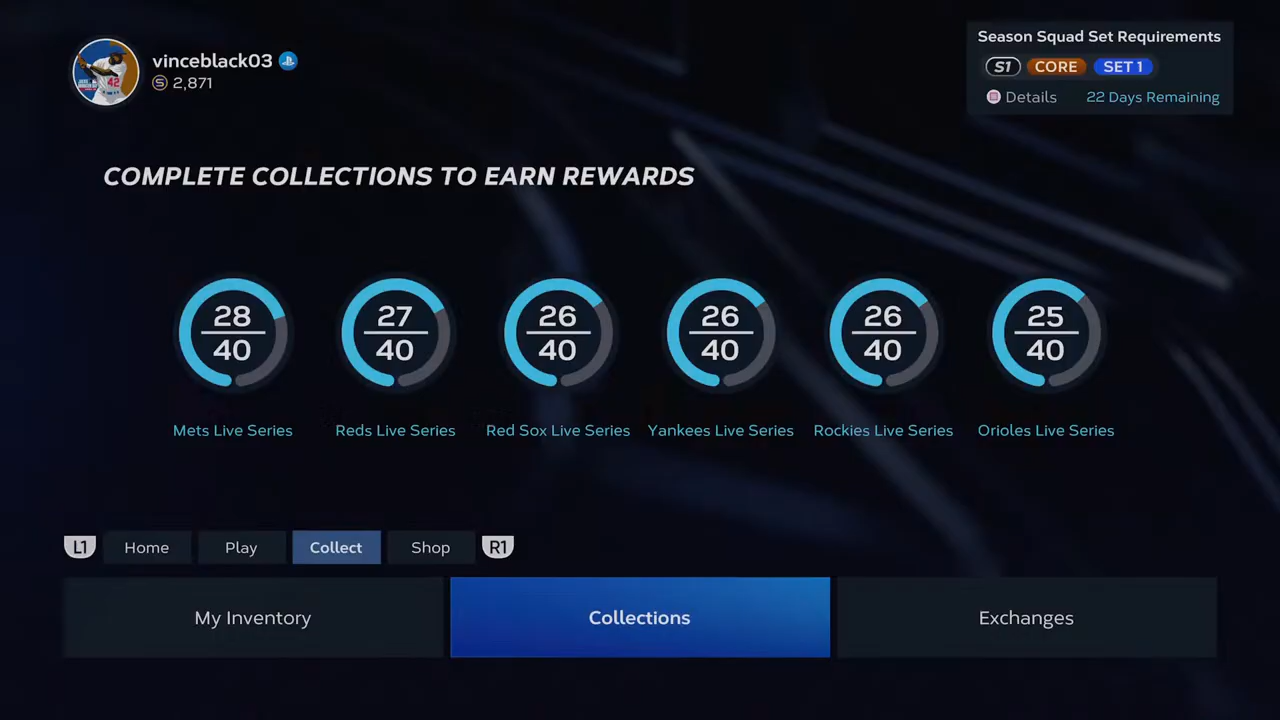 vinceblack03
S 2,871
Season Squad Set Requirements
S1 CORE SET 1
Details 22 Days Remaining
COMPLETE COLLECTIONS TO EARN REWARDS
28 27 26 26 26 25
40 40 40 40 40 40
Mets Live Series Reds Live Series Red Sox Live Series Yankees Live Series Rockies Live Series Orioles Live Series
L1 Home Play Collect Shop R1
My Inventory Collections Exchanges